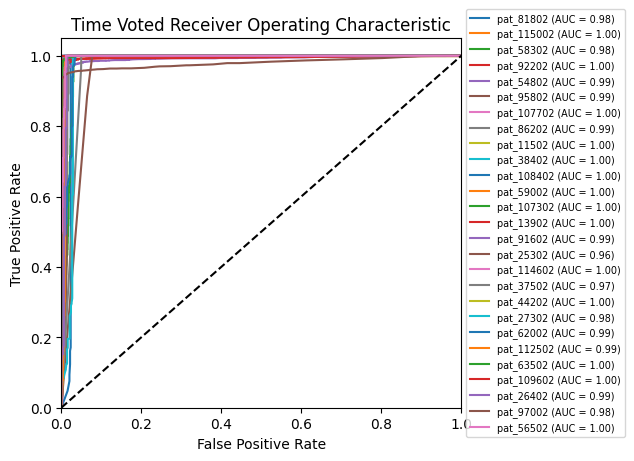 Time Voted Receiver Operating Characteristic
True Positive Rate
1.0
0.8
0.6
0.4
0.2
0.0
0.0 0.2 0.4 0.6 0.8 1.0
False Positive Rate
pat_81802 (AUC = 0.98)
pat_115002 (AUC = 1.00)
pat_58302 (AUC = 0.98)
pat_92202 (AUC = 1.00)
pat_54802 (AUC = 0.99)
pat_95802 (AUC = 0.99)
pat_107702 (AUC = 1.00)
pat_86202 (AUC = 0.99)
pat_11502 (AUC = 1.00)
pat_38402 (AUC = 1.00)
pat_108402 (AUC = 1.00)
pat_59002 (AUC = 1.00)
pat_107302 (AUC = 1.00)
pat_13902 (AUC = 1.00)
pat_91602 (AUC = 0.99)
pat_25302 (AUC = 0.96)
pat_114602 (AUC = 1.00)
pat_37502 (AUC = 0.97)
pat_44202 (AUC = 1.00)
pat_27302 (AUC = 0.98)
pat_62002 (AUC = 0.99)
pat_112502 (AUC = 0.99)
pat_63502 (AUC = 1.00)
pat_109602 (AUC = 1.00)
pat_26402 (AUC = 0.99)
pat_97002 (AUC = 0.98)
pat_56502 (AUC = 1.00)